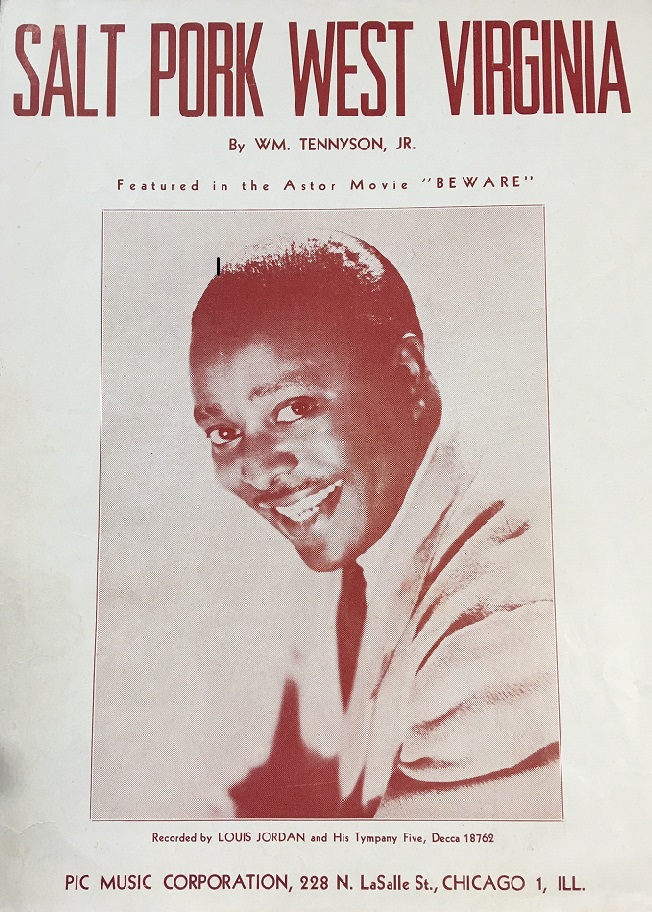 SALT PORK WEST VIRGINIA
By WM. TENNYSON, JR.
Featured in the Astor Movie "BEWARE"
Recorded by LOUIS JORDAN and His Tympany Five, Decca 18762
PIC MUSIC CORPORATION, 228 N. LaSalle St., CHICAGO 1, ILL.